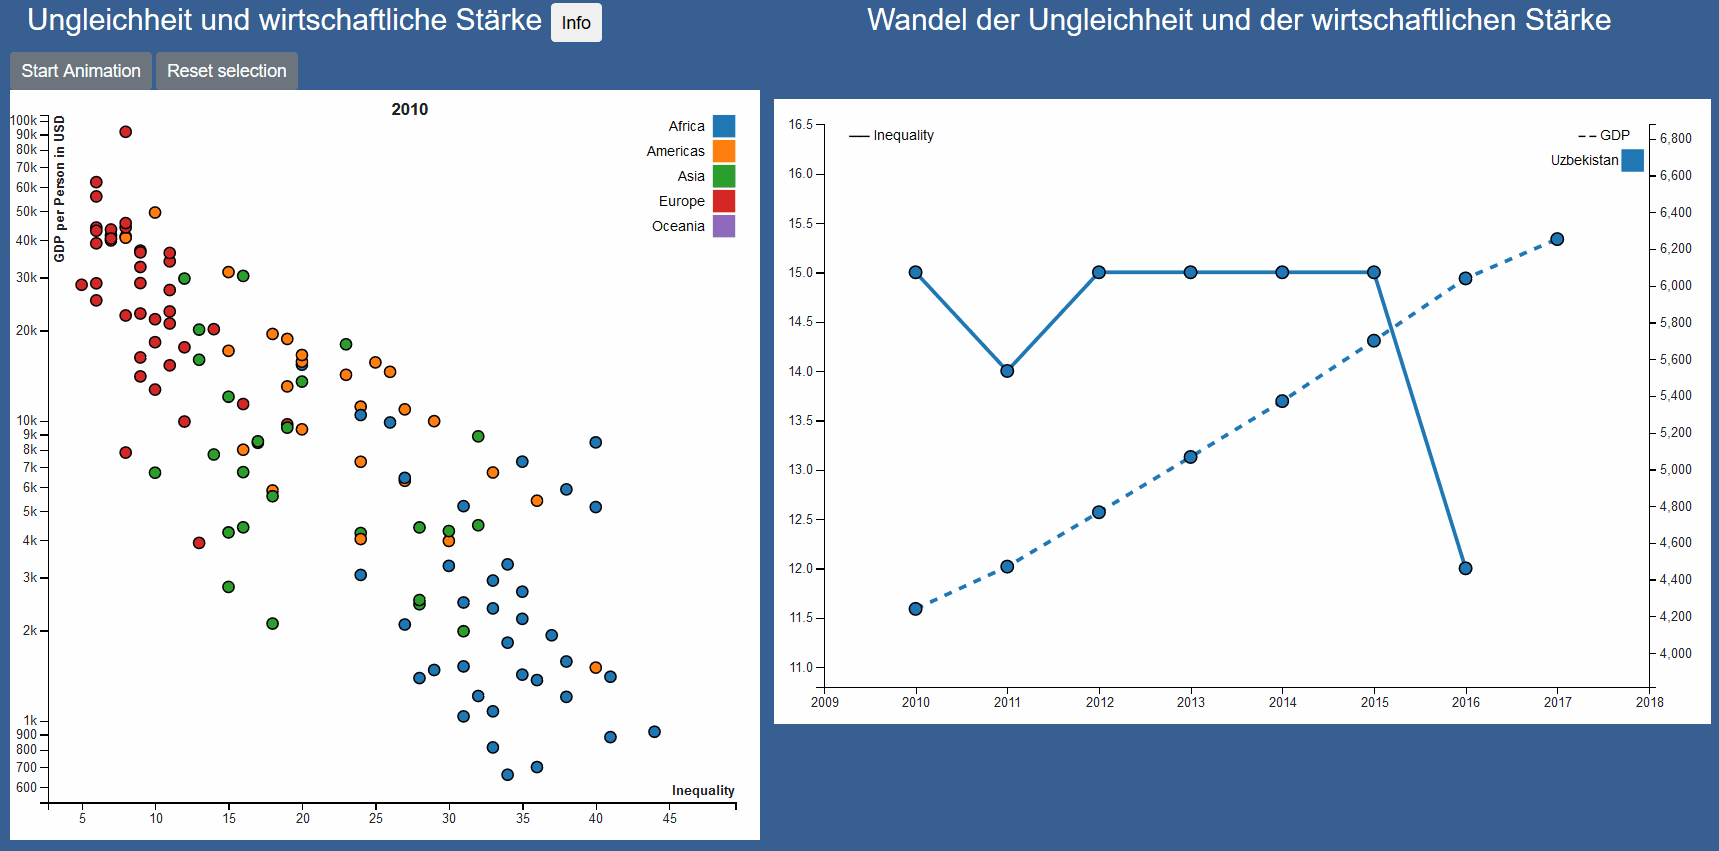 Ungleichheit und wirtschaftliche Stärke Info
Wandel der Ungleichheit und der wirtschaftlichen Stärke
Start Animation Reset selection
2010
GDP per Person in USD
100k
90k
80k
70k
60k
50k
40k
30k
20k
10k
9k
8k
7k
6k
5k
4k
3k
2k
1k
900
800
700
600
Africa
Americas
Asia
Europe
Oceania
Inequality
5 10 15 20 25 30 35 40 45
Inequality
GDP
Uzbekistan
16.5
16.0
15.5
15.0
14.5
14.0
13.5
13.0
12.5
12.0
11.5
11.0
6,800
6,600
6,400
6,200
6,000
5,800
5,600
5,400
5,200
5,000
4,800
4,600
4,400
4,200
4,000
2009 2010 2011 2012 2013 2014 2015 2016 2017 2018